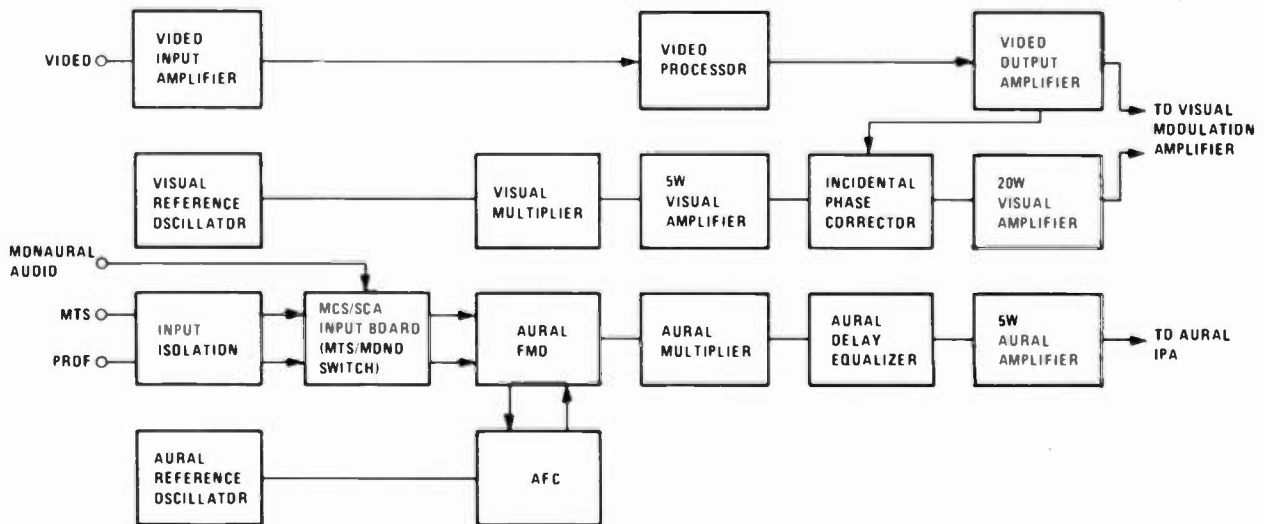 VIDEO
VIDEO
INPUT
AMPLIFIER
VIDEO
PROCESSOR
VIDEO
OUTPUT
AMPLIFIER
TO VISUAL
MODULATION
AMPLIFIER
VISUAL
REFERENCE
OSCILLATOR
VISUAL
MULTIPLIER
5W
VISUAL
AMPLIFIER
INCIDENTAL
PHASE
CORRECTOR
20W
VISUAL
AMPLIFIER
MONAURAL
AUDIO
MTS
PROF
INPUT
ISOLATION
MCS/SCA
INPUT BOARD
(MTS/MONO
SWITCH)
AURAL
FMO
AURAL
MULTIPLIER
AURAL
DELAY
EQUALIZER
5W
AURAL AMPLIFIER
TO AURAL
IPA
AURAL
REFERENCE
OSCILLATOR
AFC